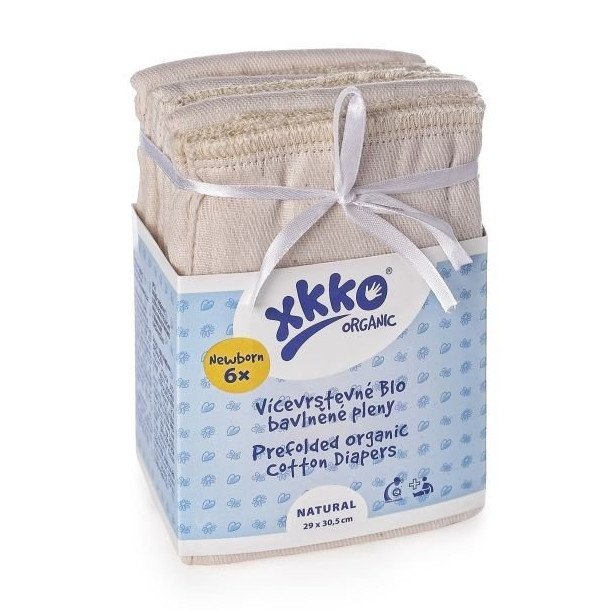 xkko®
ORGANIC
Newborn
6x
Vícevrstevné BIO
bavlněné pleny
Prefolded organic
Cotton Diapers
NATURAL
29 x 30,5 cm